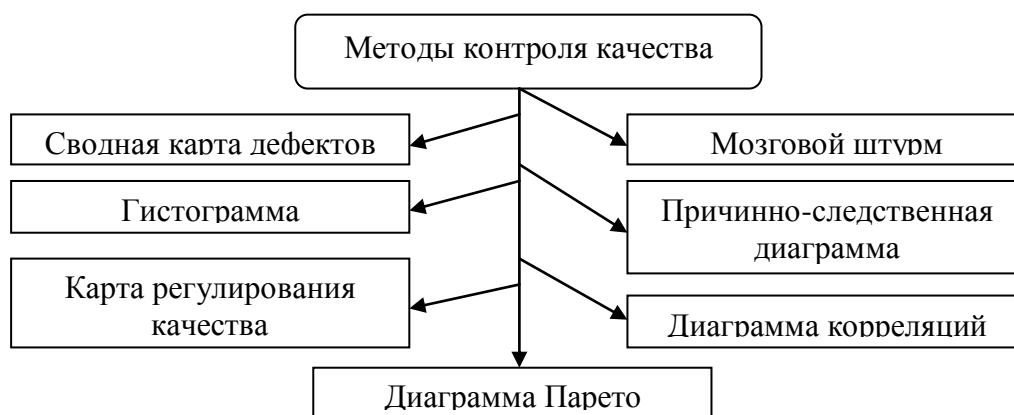 Методы контроля качества
Сводная карта дефектов
Мозговой штурм
Гистограмма
Причинно-следственная
диаграмма
Карта регулирования
качества
Диаграмма корреляций
Диаграмма Парето